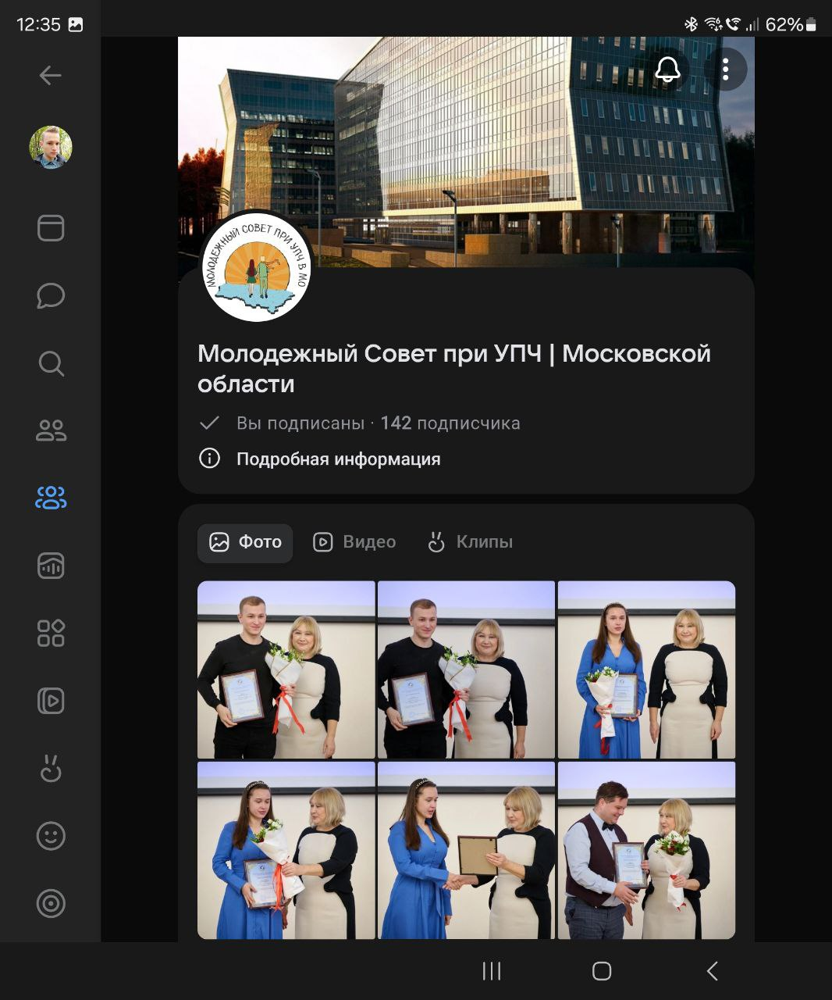 12:35
62%
МОЛОДЕЖНЫЙ СОВЕТ ПРИ УПЧ В МО
Молодежный Совет при УПЧ | Московской
области
Вы подписаны · 142 подписчика
Подробная информация
Фото Видео Клипы